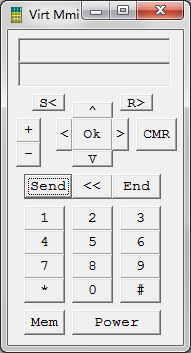 Virt Mmi
S< R>
^
+ < Ok > CMR
-
V
Send << End
1 2 3
4 5 6
7 8 9
* 0 #
Mem Power